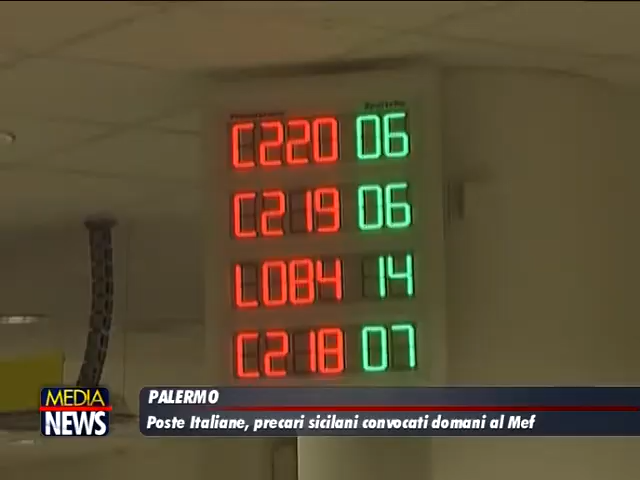 C220 06
C219 06
L084 14
C218 07
MEDIA
NEWS
PALERMO
Poste Italiane, precari siciliani convocati domani al Mef